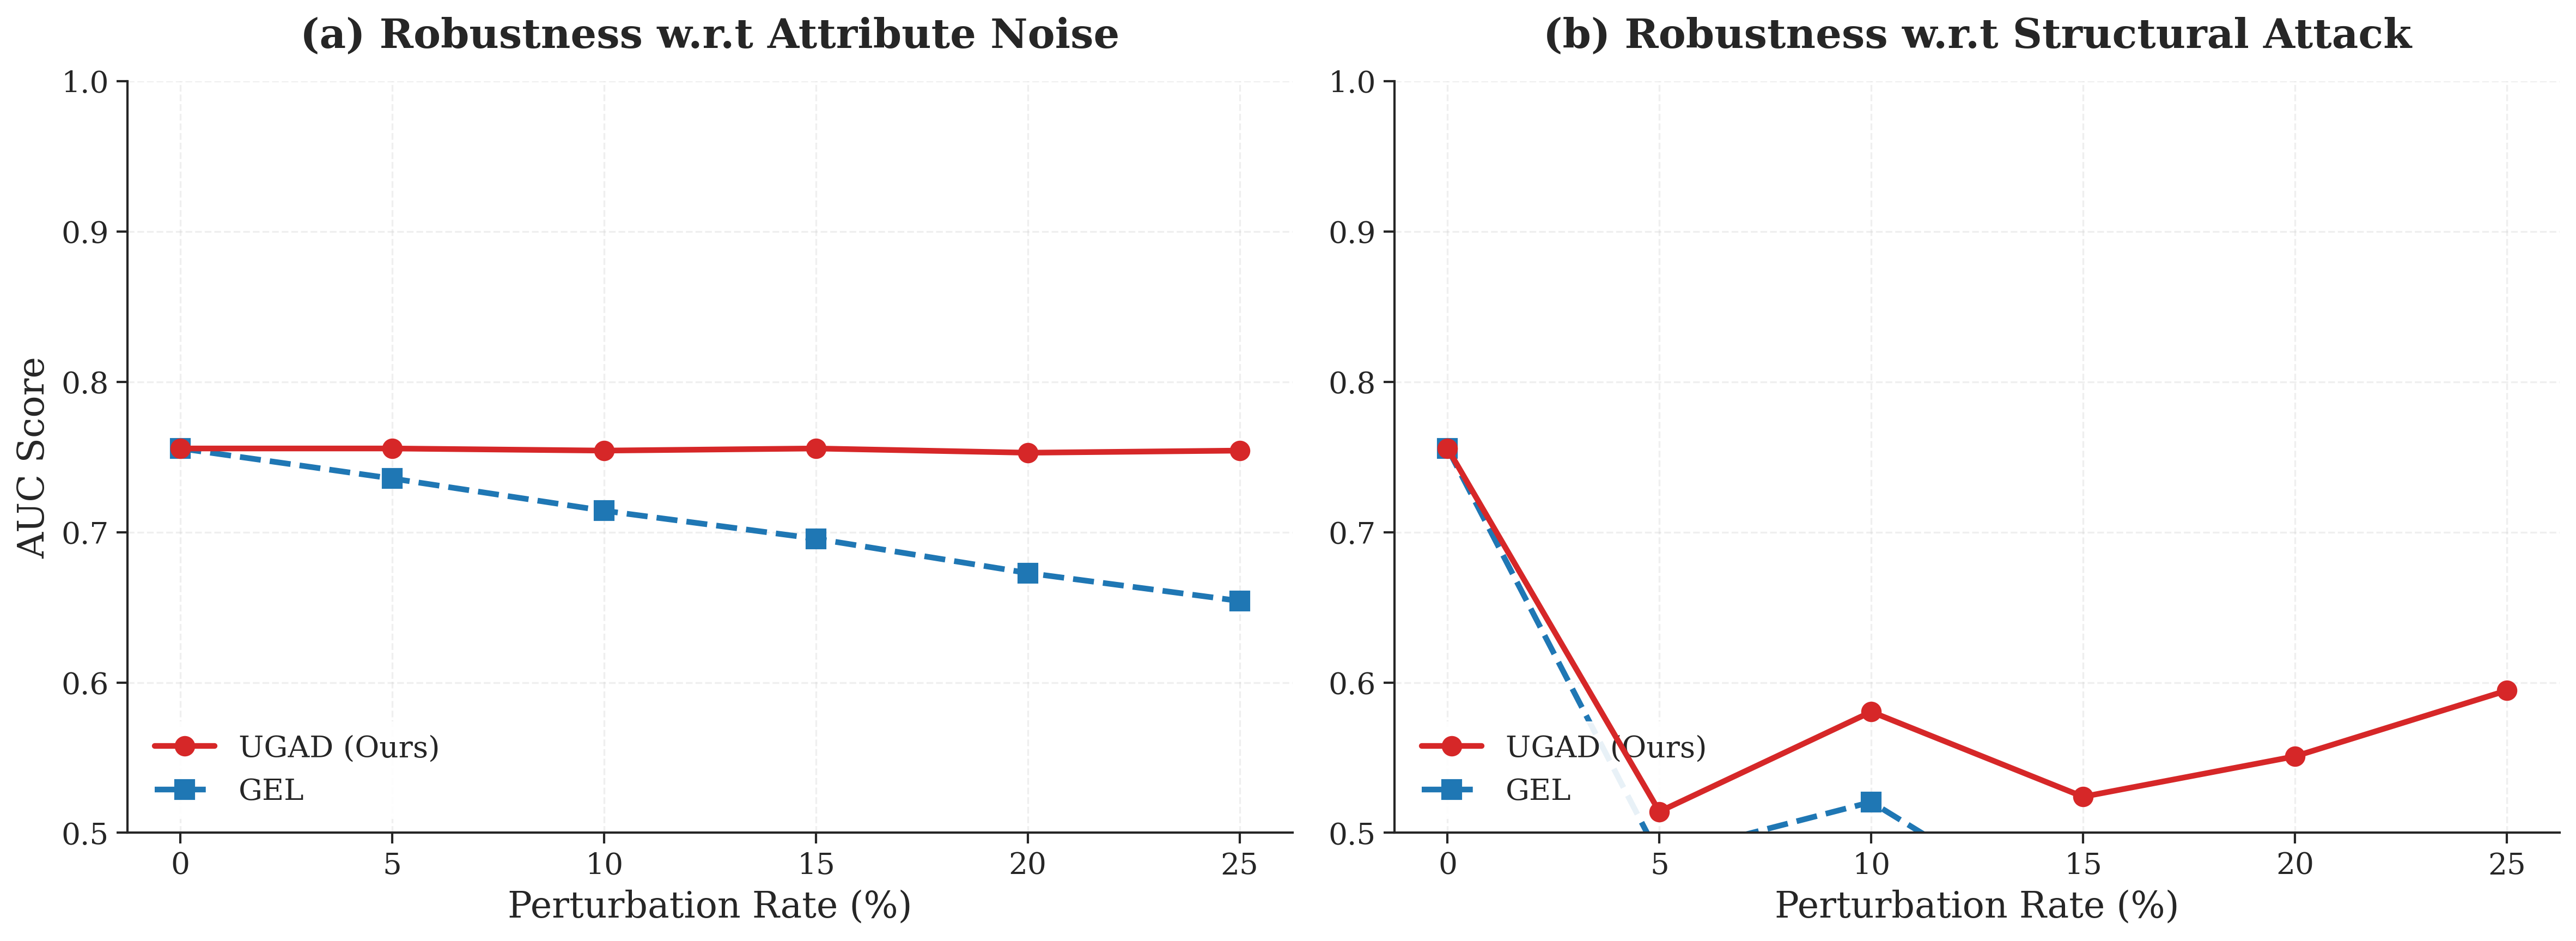 (a) Robustness w.r.t Attribute Noise
1.0
0.9
0.8
0.7
0.6
0.5
AUC Score
UGAD (Ours)
GEL
0 5 10 15 20 25
Perturbation Rate (%)
(b) Robustness w.r.t Structural Attack
1.0
0.9
0.8
0.7
0.6
0.5
UGAD (Ours)
GEL
0 5 10 15 20 25
Perturbation Rate (%)